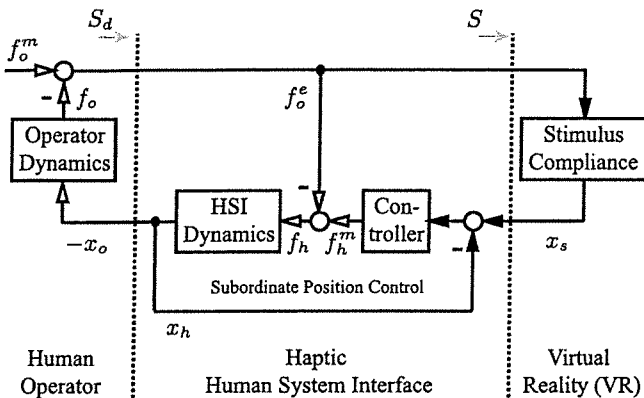 S_d
S
f_o^m
-
f_o
f_o^e
Operator
Dynamics
Stimulus
Compliance
-
HSI
Dynamics
Con-
troller
f_h
f_h^m
-
-x_o
x_s
Subordinate Position Control
x_h
Human
Operator
Haptic
Human System Interface
Virtual
Reality (VR)